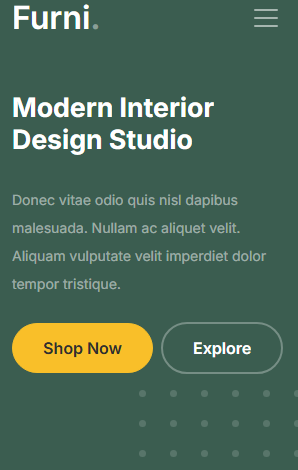 Furni.
Modern Interior
Design Studio
Donec vitae odio quis nisl dapibus
malesuada. Nullam ac aliquet velit.
Aliquam vulputate velit imperdiet dolor
tempor tristique.
Shop Now
Explore